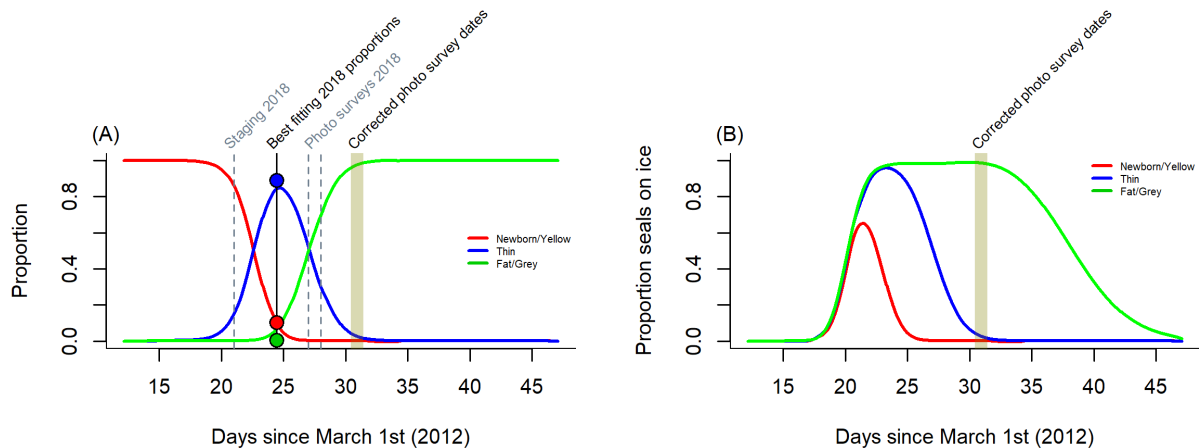 (A)
Staging 2018
Best fitting 2018 proportions
Photo surveys 2018
Corrected photo survey dates
Proportion
0.0
0.4
0.8
Newborn/Yellow
Thin
Fat/Grey
15 20 25 30 35 40 45
Days since March 1st (2012)
(B)
Corrected photo survey dates
Proportion seals on ice
0.0
0.4
0.8
Newborn/Yellow
Thin
Fat/Grey
15 20 25 30 35 40 45
Days since March 1st (2012)